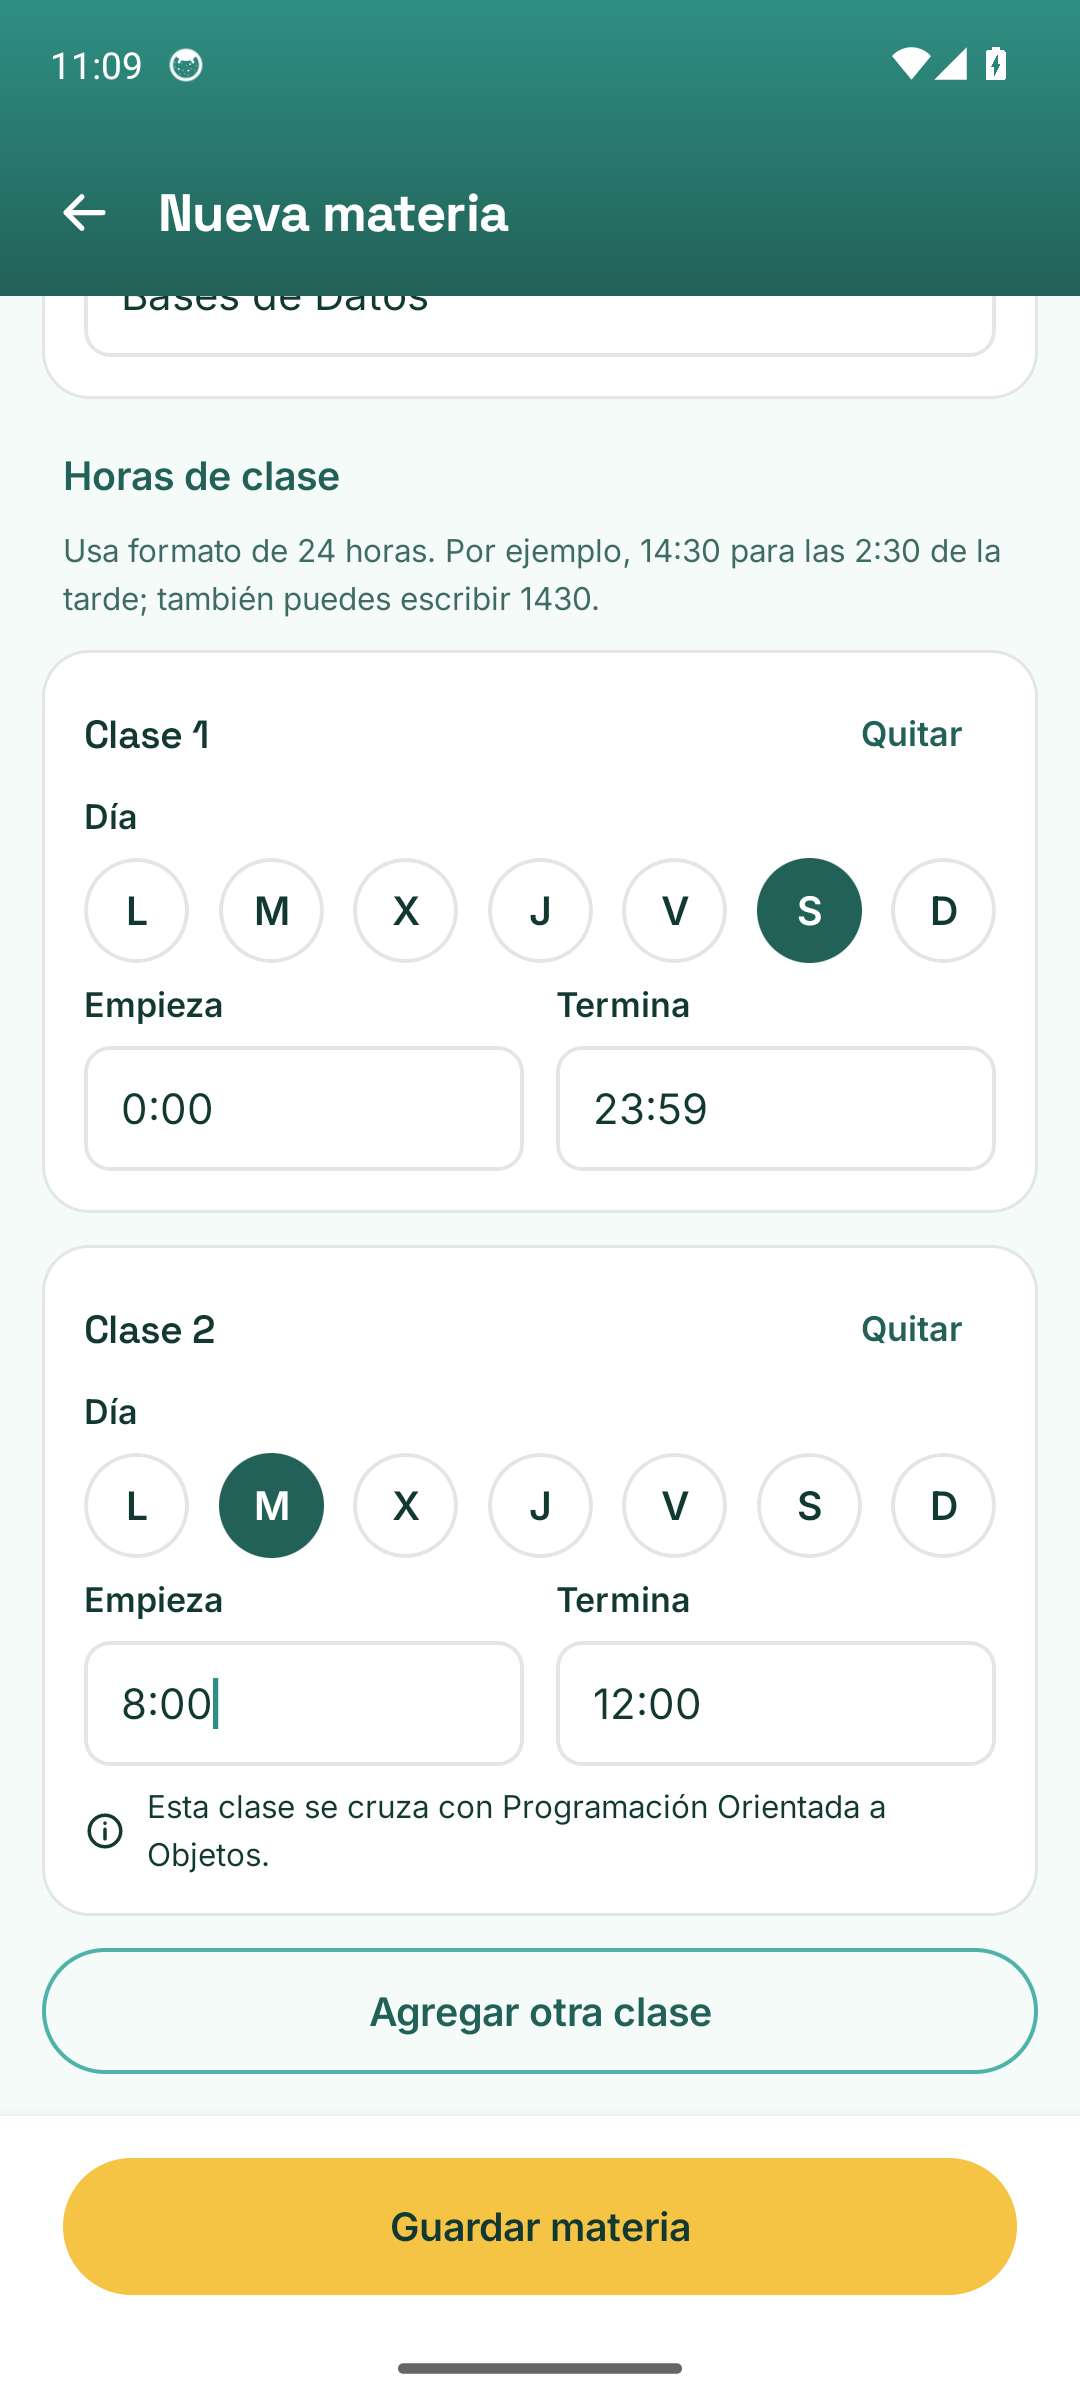 11:09
Nueva materia
Bases de Datos
Horas de clase
Usa formato de 24 horas. Por ejemplo, 14:30 para las 2:30 de la
tarde; también puedes escribir 1430.
Clase 1
Quitar
Día
L M X J V S D
Empieza Termina
0:00 23:59
Clase 2
Quitar
Día
L M X J V S D
Empieza Termina
8:00 12:00
Esta clase se cruza con Programación Orientada a
Objetos.
Agregar otra clase
Guardar materia